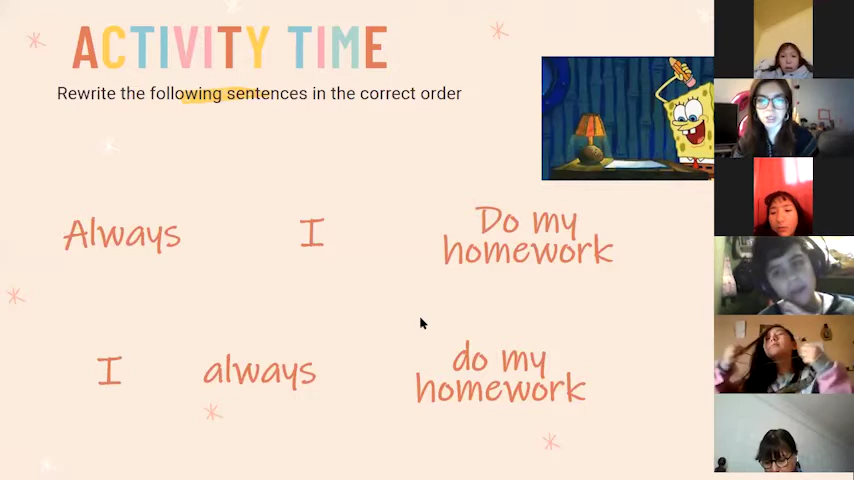 ACTIVITY TIME
Rewrite the following sentences in the correct order
Always I Do my
homework
I always do my
homework